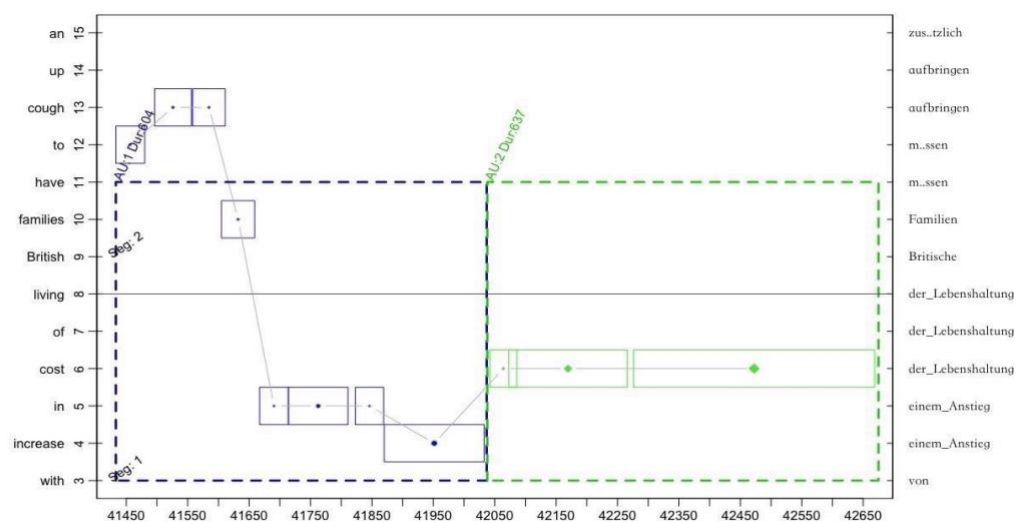 an 15 zus..tzlich
up 14 aufbringen
cough 13 aufbringen
to 12 m..ssen
have 11 m..ssen
families 10 Familien
British 9 Britische
living 8 der_Lebenshaltung
of 7 der_Lebenshaltung
cost 6 der_Lebenshaltung
in 5 einem_Anstieg
increase 4 einem_Anstieg
with 3 von
AU:1 Dur:604
AU:2 Dur:637
Seg: 2
Seg: 1
41450 41550 41650 41750 41850 41950 42050 42150 42250 42350 42450 42550 42650